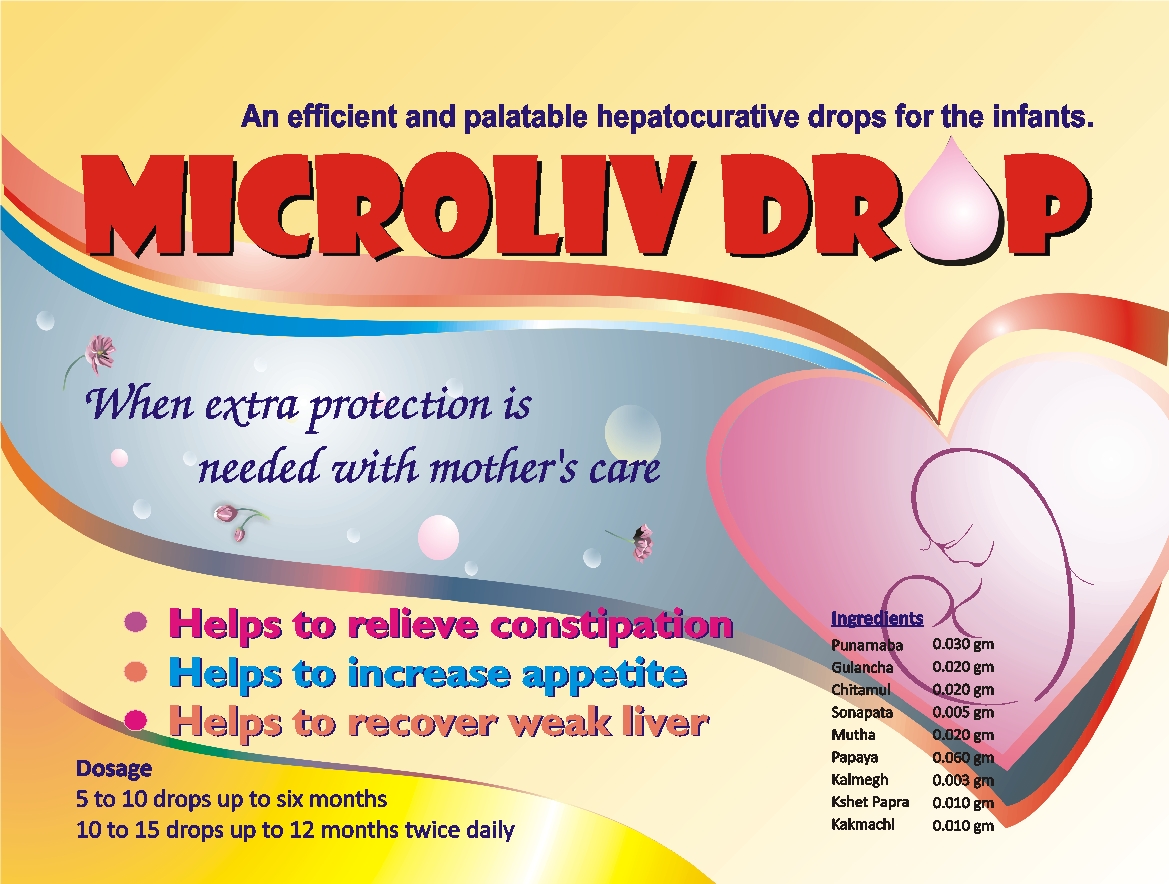 An efficient and palatable hepatocurative drops for the infants.
MICROLIV DROP
When extra protection is
needed with mother's care
Helps to relieve constipation
Helps to increase appetite
Helps to recover weak liver
Dosage
5 to 10 drops up to six months
10 to 15 drops up to 12 months twice daily
Ingredients
Punarnaba 0.030 gm
Gulancha 0.020 gm
Chitamul 0.020 gm
Sonapata 0.005 gm
Mutha 0.020 gm
Papaya 0.060 gm
Kalmegh 0.003 gm
Kshet Papra 0.010 gm
Kakmachi 0.010 gm